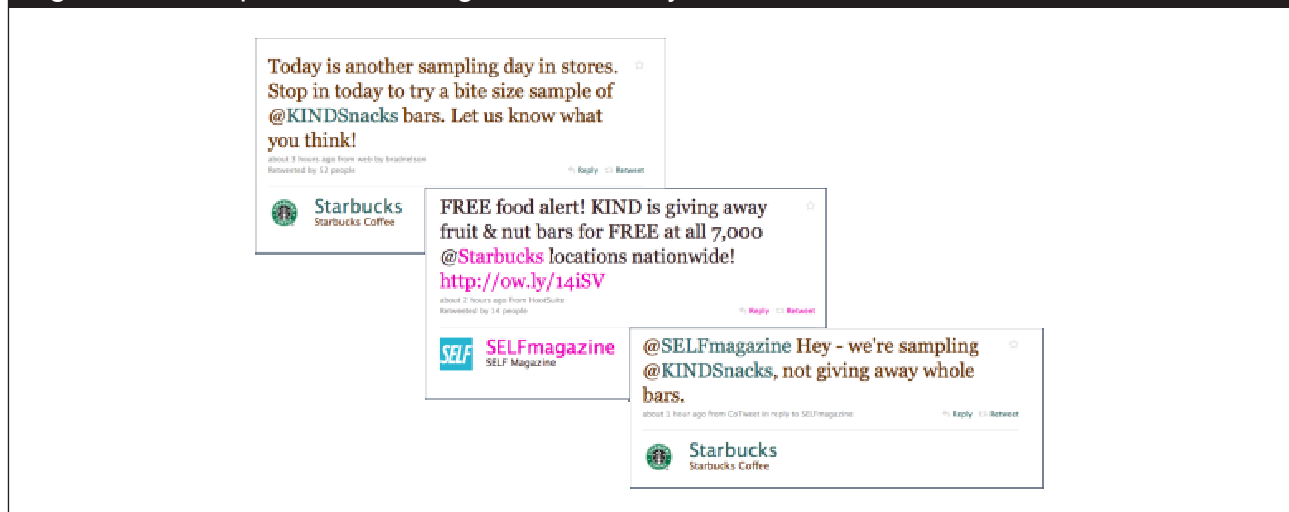 Today is another sampling day in stores.
Stop in today to try a bite size sample of
@KINDSnacks bars. Let us know what
you think!
about 3 hours ago from web by bradnelson
Retweeted by 52 people
Reply Retweet
Starbucks
Starbucks Coffee
FREE food alert! KIND is giving away
fruit & nut bars for FREE at all 7,000
@Starbucks locations nationwide!
http://ow.ly/14iSV
about 2 hours ago from HootSuite
Retweeted by 14 people
Reply Retweet
SELF
SELFmagazine
SELF Magazine
@SELFmagazine Hey - we're sampling
@KINDSnacks, not giving away whole
bars.
about 1 hour ago from CoTweet in reply to SELFmagazine
Reply Retweet
Starbucks
Starbucks Coffee